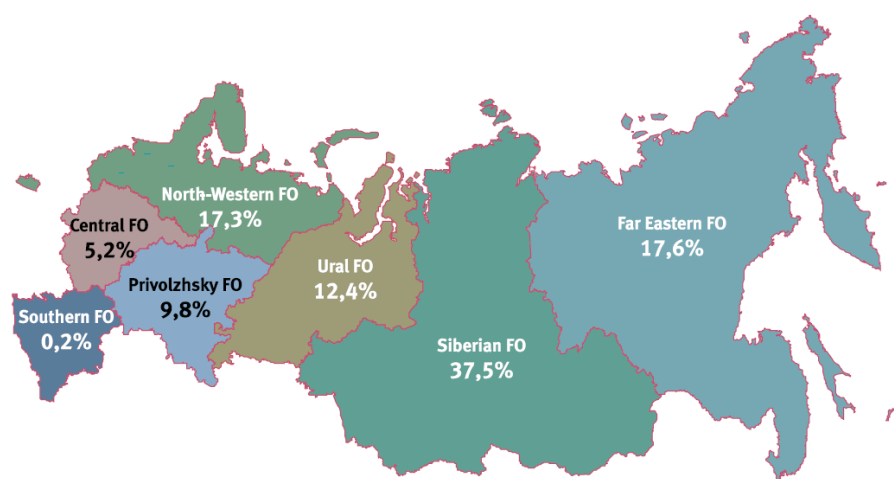 North-Western FO
17,3%
Central FO
5,2%
Far Eastern FO
17,6%
Ural FO
12,4%
Privolzhsky FO
9,8%
Southern FO
0,2%
Siberian FO
37,5%